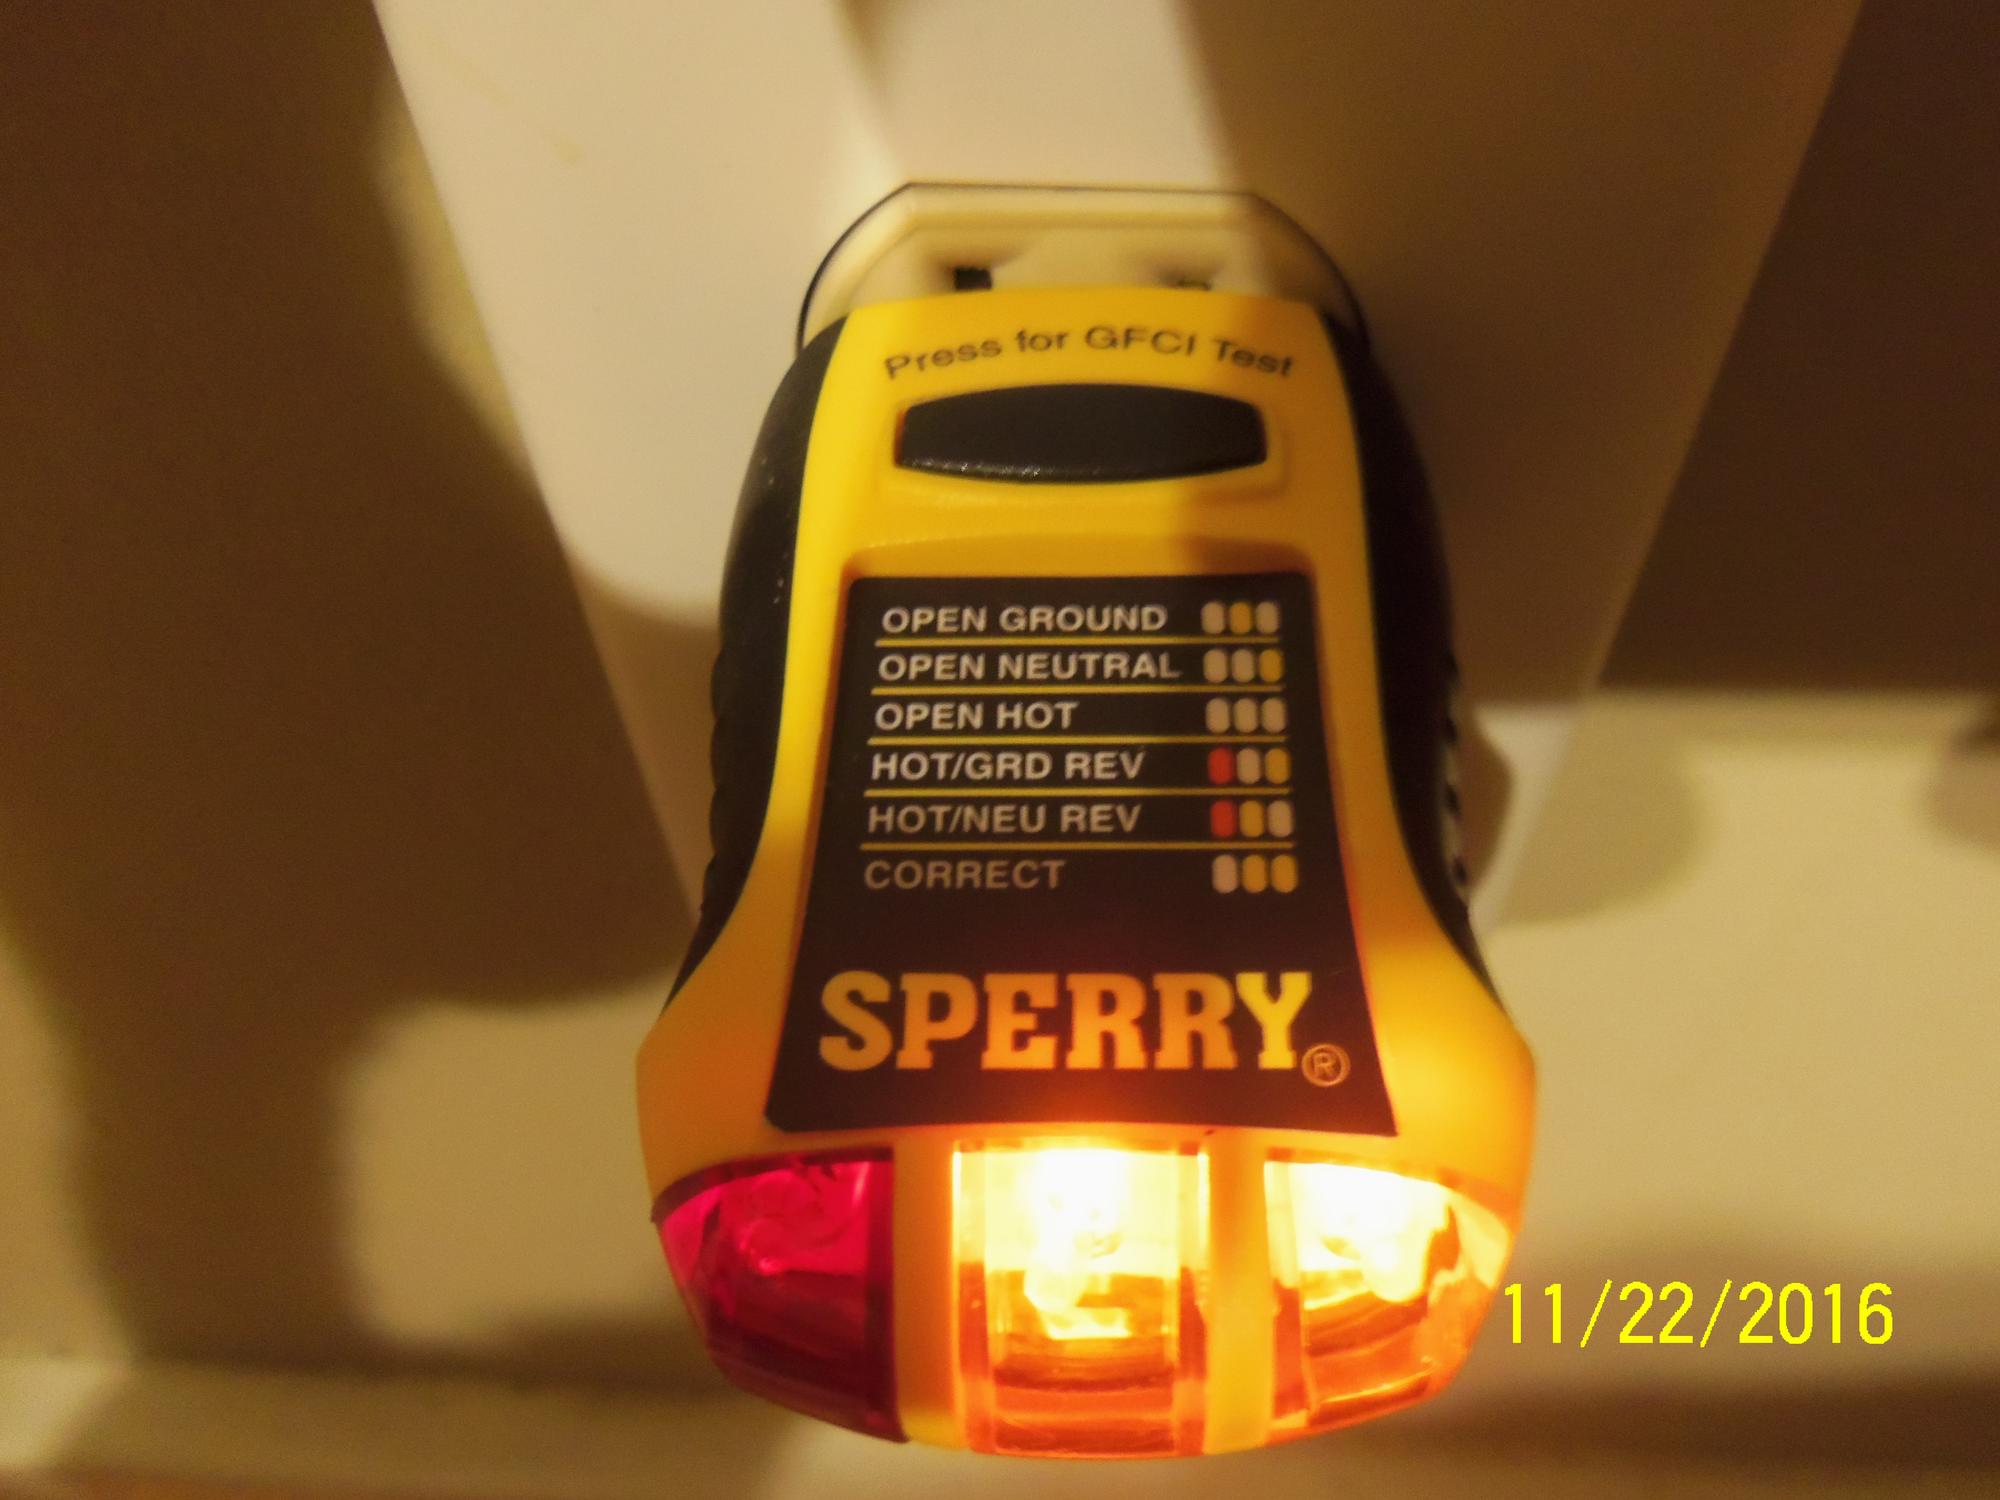 Press for GFCI Test
OPEN GROUND
OPEN NEUTRAL
OPEN HOT
HOT/GRD REV
HOT/NEU REV
CORRECT
SPERRY®
11/22/2016